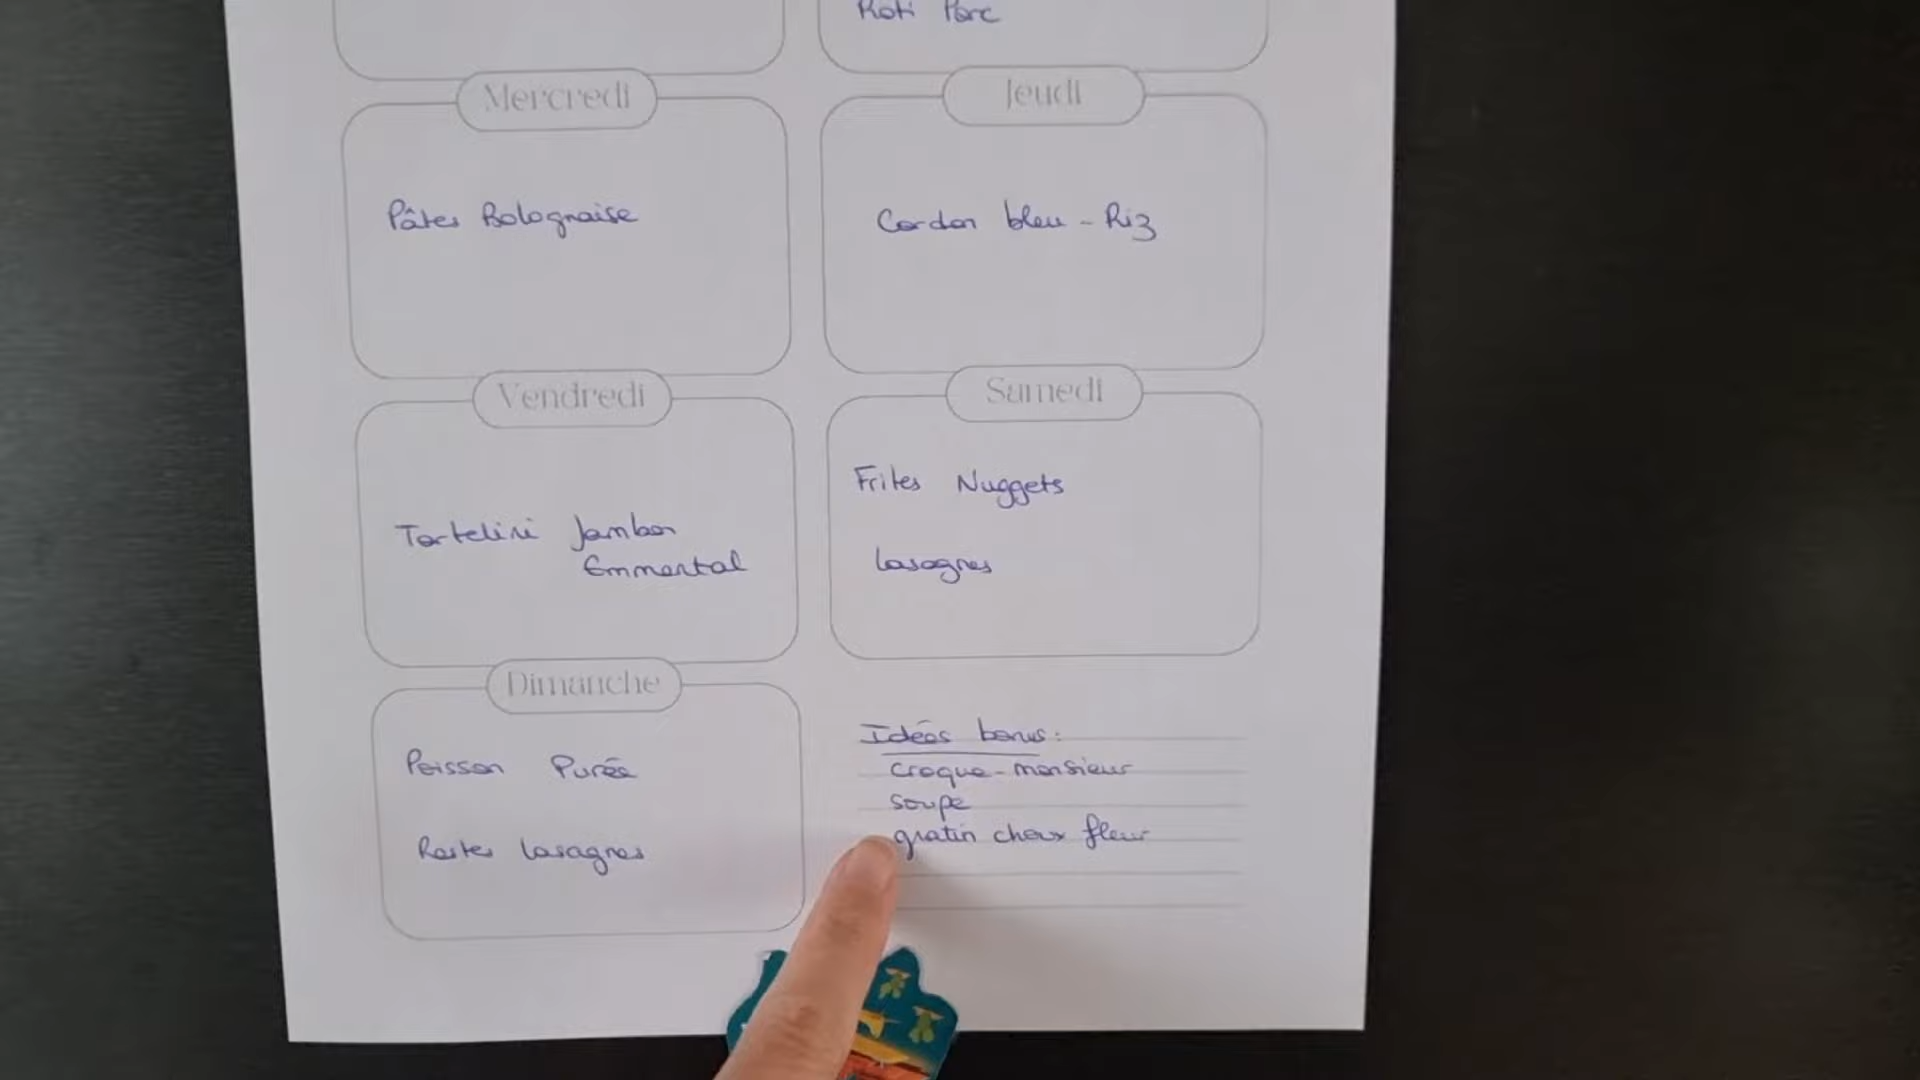 Roti Porc
Mercredi
Jeudi
Pâtes Bolognaise
Cordon bleu - Riz
Vendredi
Samedi
Tortelini Jambon
Emmental
Frites Nuggets
Lasagnes
Dimanche
Poisson Purée
Restes Lasagnes
Idées bonus:
croque-monsieur
soupe
gratin choux fleur